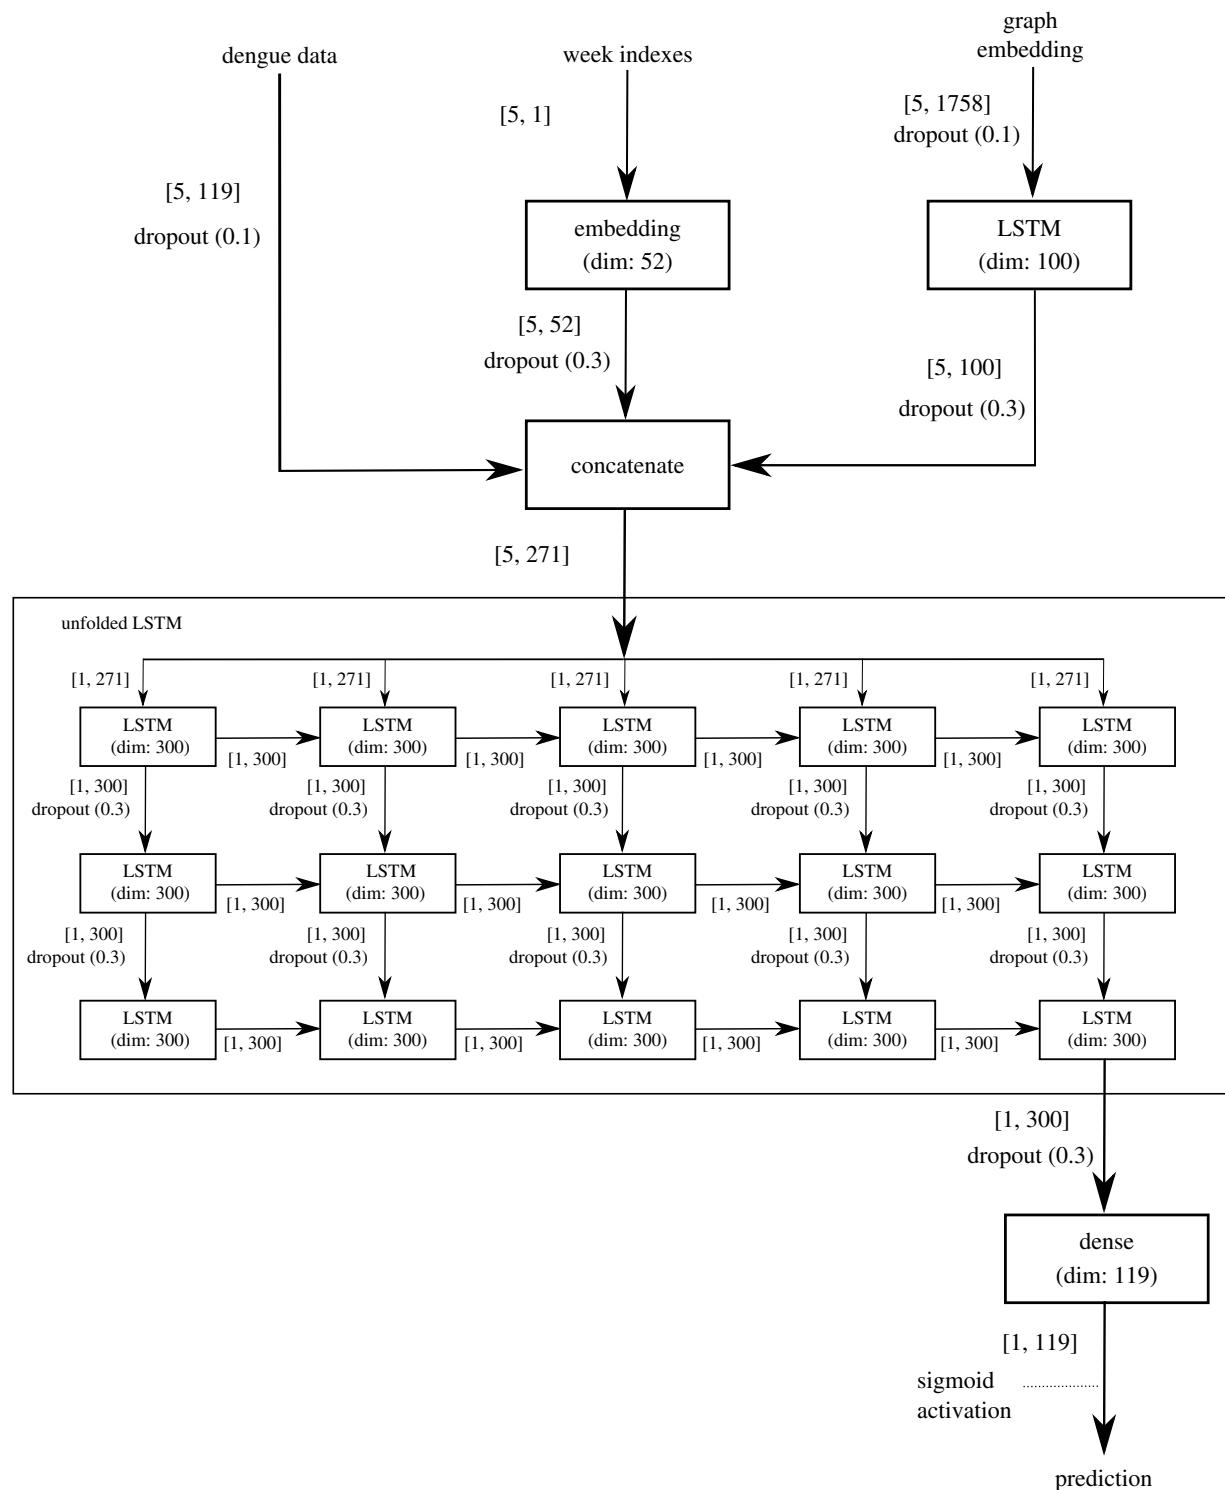 dengue data
week indexes
graph
embedding
[5, 1]
[5, 1758]
dropout (0.1)
[5, 119]
dropout (0.1)
embedding
(dim: 52)
LSTM
(dim: 100)
[5, 52]
dropout (0.3)
[5, 100]
dropout (0.3)
concatenate
[5, 271]
unfolded LSTM
[1, 271]
[1, 271]
[1, 271]
[1, 271]
[1, 271]
LSTM
(dim: 300)
LSTM
(dim: 300)
LSTM
(dim: 300)
LSTM
(dim: 300)
LSTM
(dim: 300)
[1, 300]
[1, 300]
[1, 300]
[1, 300]
[1, 300]
dropout (0.3)
[1, 300]
dropout (0.3)
[1, 300]
dropout (0.3)
[1, 300]
dropout (0.3)
[1, 300]
dropout (0.3)
LSTM
(dim: 300)
LSTM
(dim: 300)
LSTM
(dim: 300)
LSTM
(dim: 300)
LSTM
(dim: 300)
[1, 300]
[1, 300]
[1, 300]
[1, 300]
[1, 300]
dropout (0.3)
[1, 300]
dropout (0.3)
[1, 300]
dropout (0.3)
[1, 300]
dropout (0.3)
[1, 300]
dropout (0.3)
LSTM
(dim: 300)
LSTM
(dim: 300)
LSTM
(dim: 300)
LSTM
(dim: 300)
LSTM
(dim: 300)
[1, 300]
[1, 300]
[1, 300]
[1, 300]
[1, 300]
dropout (0.3)
dense
(dim: 119)
[1, 119]
sigmoid
activation
prediction